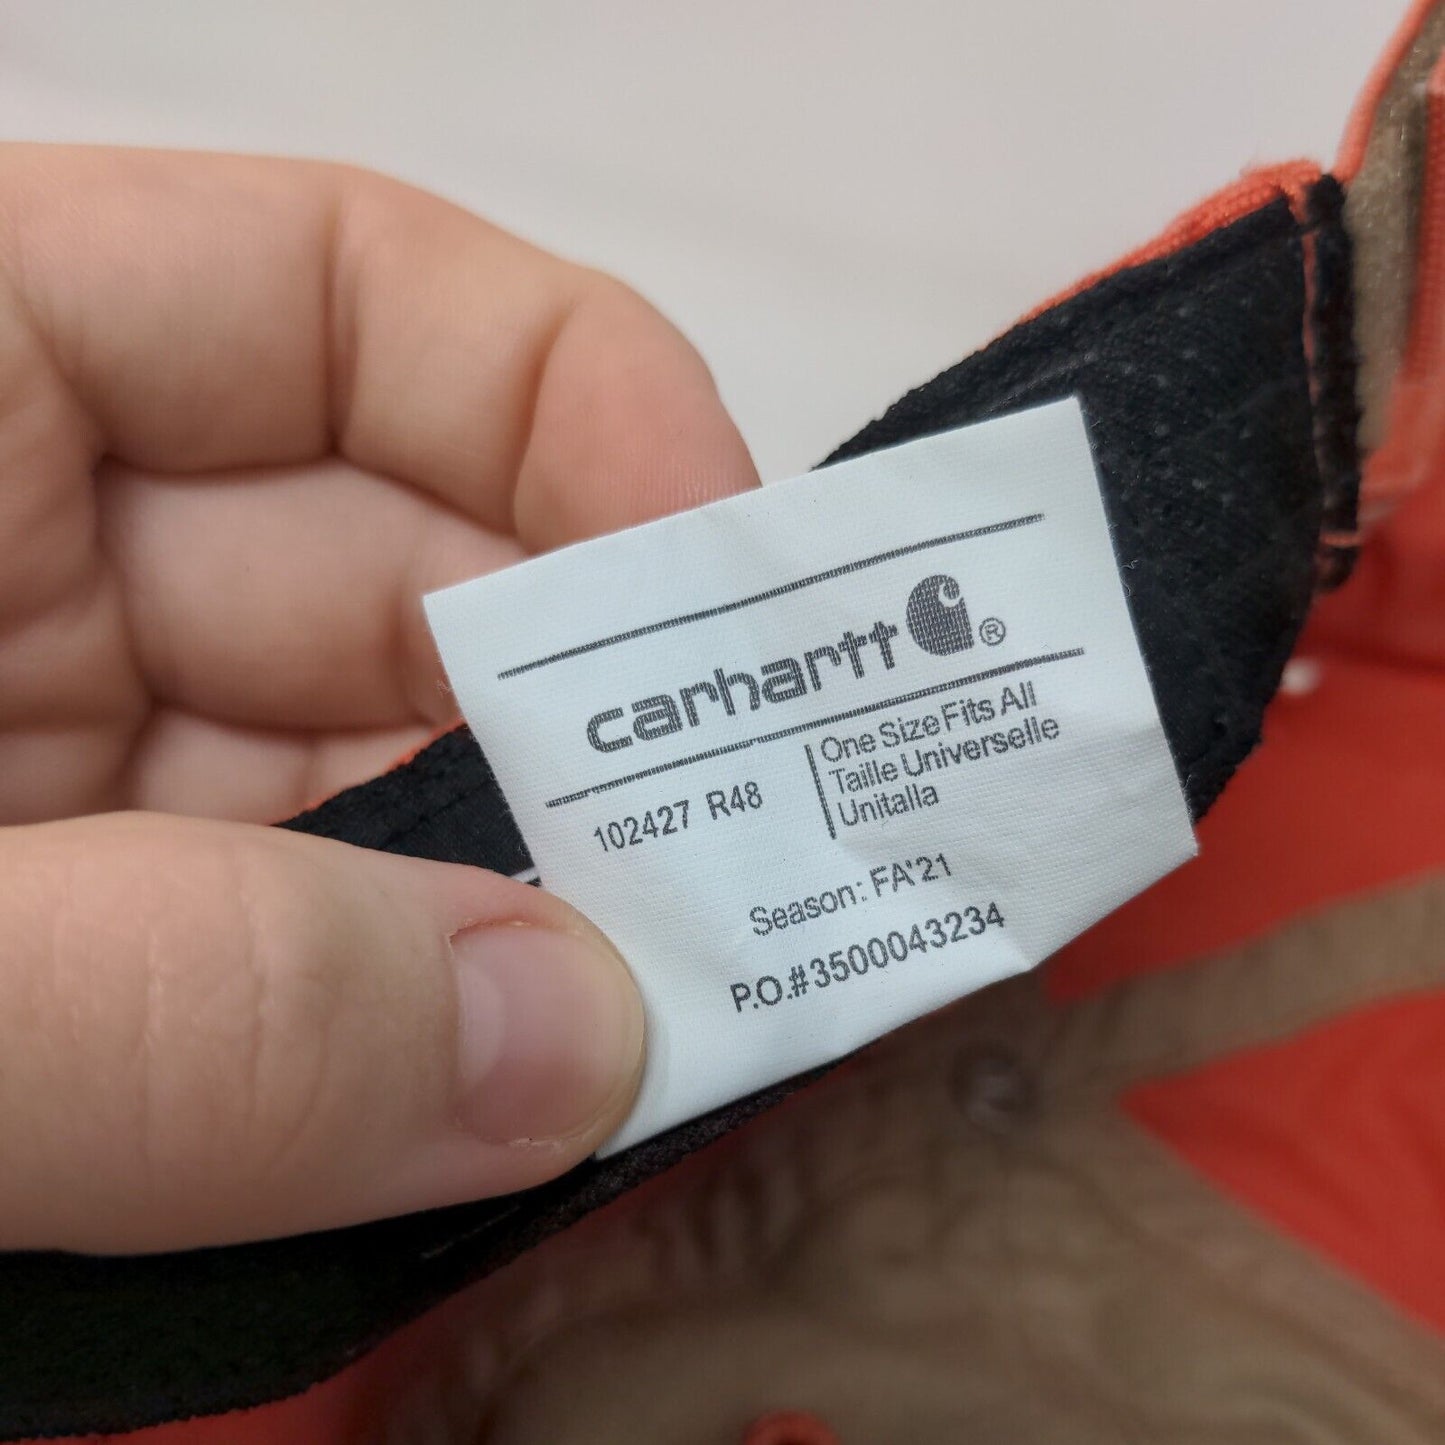 carhartt ®
102427 R48
One Size Fits All
Taille Universelle
Unitalla
Season: FA'21
P.O.#3500043234